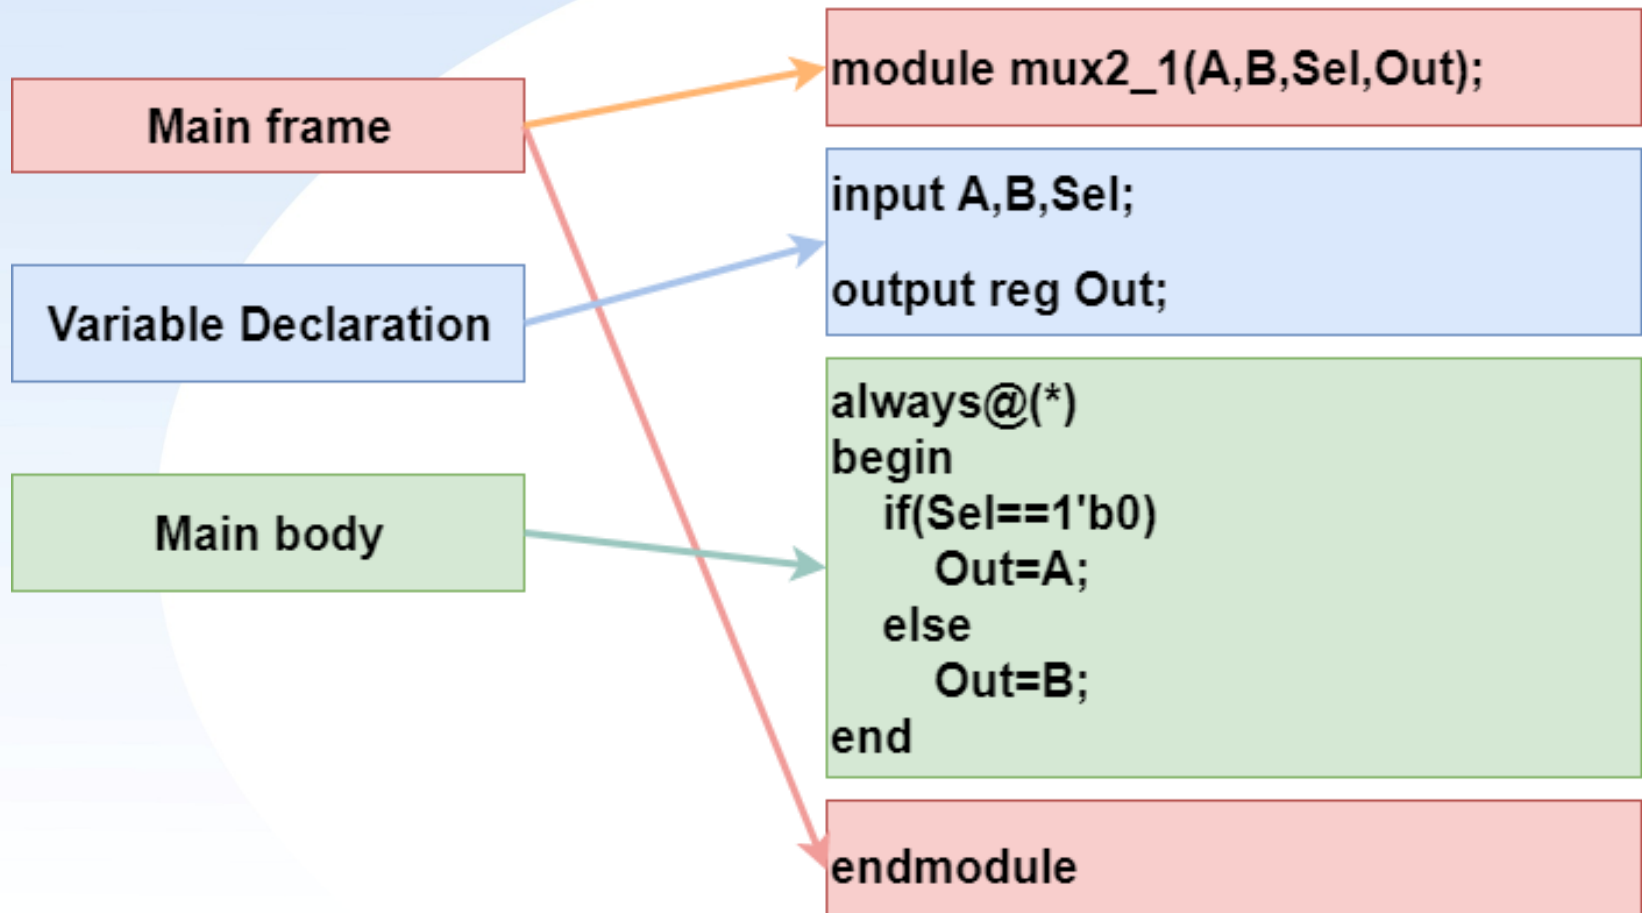 Main frame
Variable Declaration
Main body
module mux2_1(A,B,Sel,Out);
input A,B,Sel;
output reg Out;
always@(*)
begin
if(Sel==1'b0)
Out=A;
else
Out=B;
end
endmodule